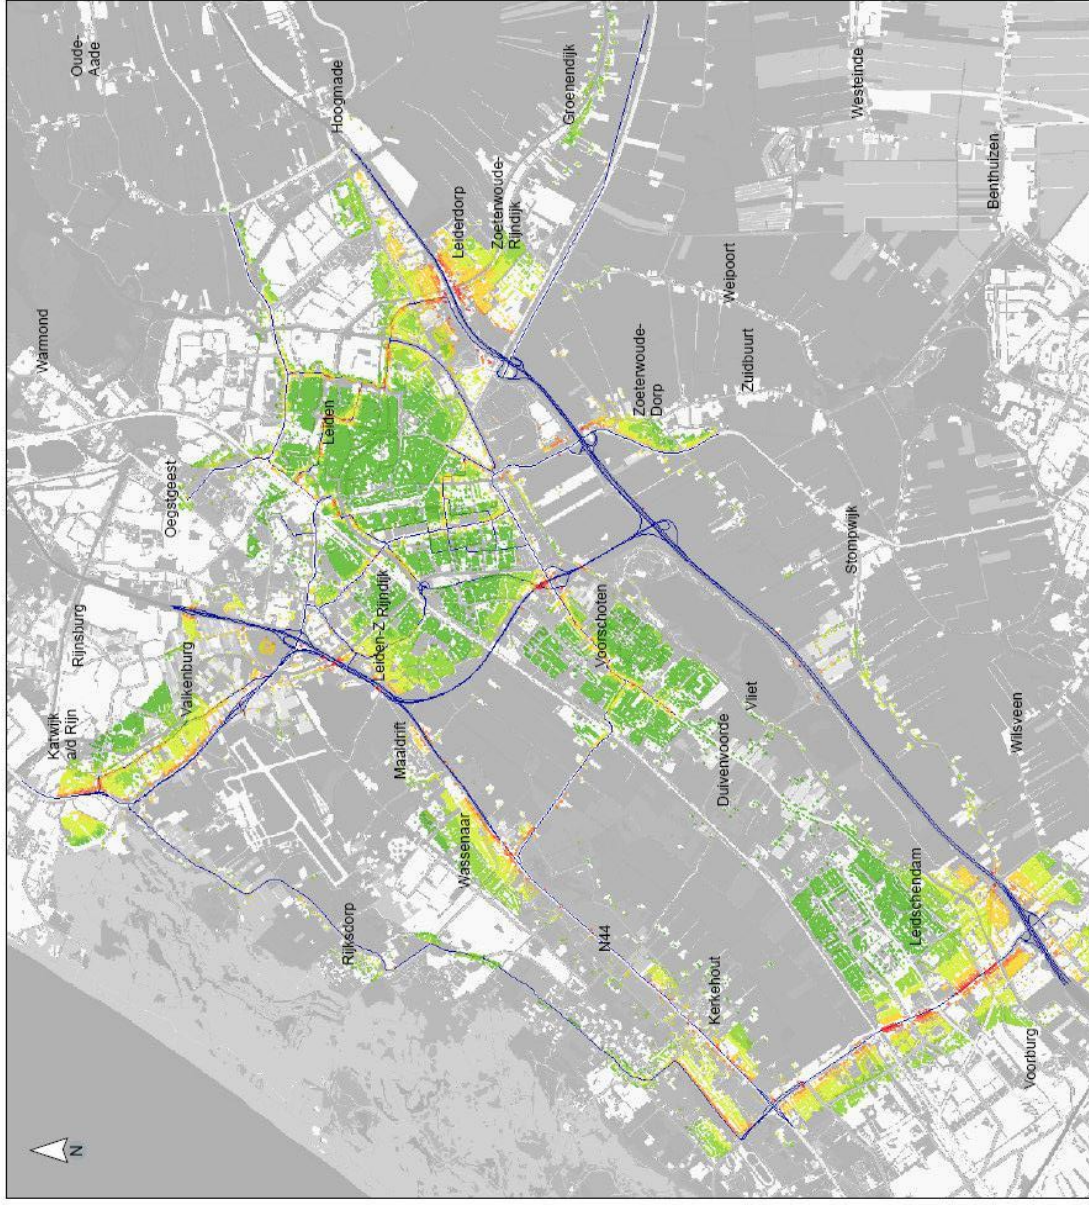 Oude-
Aade
Hoogmade
Groenendijk
Westeinde
Benthuizen
Warmond
Leiderdorp
Zoeterwoude-
Rijndijk
Weipoort
Zuidbuurt
Zoeterwoude-
Dorp
Leiden
Oegstgeest
Stompwijk
Rijnsburg
Leiden-Z Rijndijk
Valkenburg
Katwijk
a/d Rijn
Voorschoten
Vliet
Wilsveen
Maaldrift
Duivenvoorde
Wassenaar
Leidschendam
Rijksdorp
N44
Kerkehout
Voorburg
N